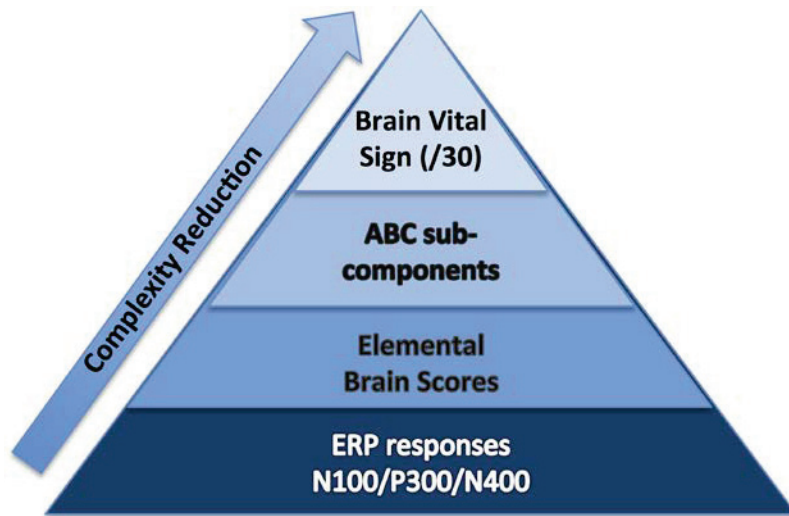 Complexity Reduction
Brain Vital
Sign (/30)
ABC sub-
components
Elemental
Brain Scores
ERP responses
N100/P300/N400